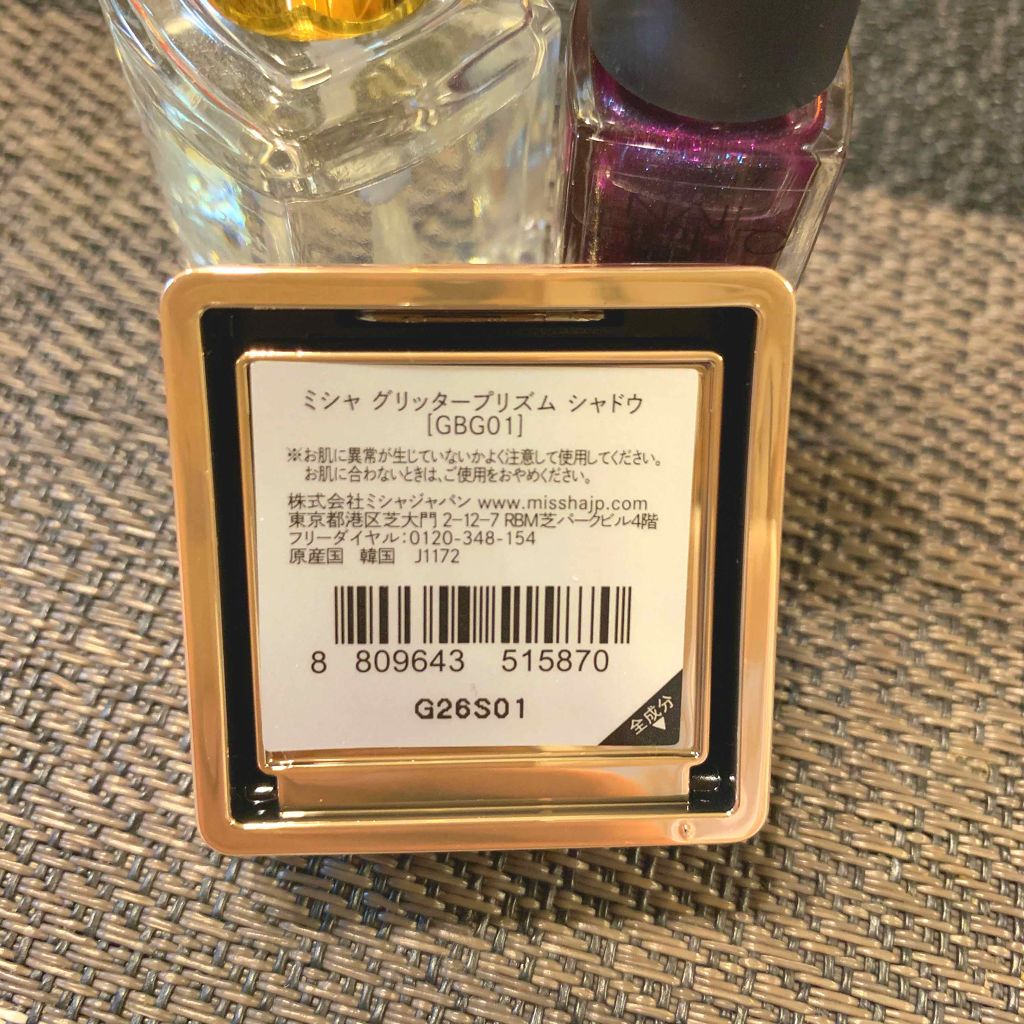 ミシャ グリッタープリズム シャドウ
[GBG01]
※お肌に異常が生じていないかよく注意して使用してください。
お肌に合わないときは、ご使用をおやめください。
株式会社ミシャジャパン www.misshajp.com
東京都港区芝大門 2-12-7 RBM芝パークビル4階
フリーダイヤル:0120-348-154
原産国 韓国 J1172
8 809643 515870
G26S01
全成分▼